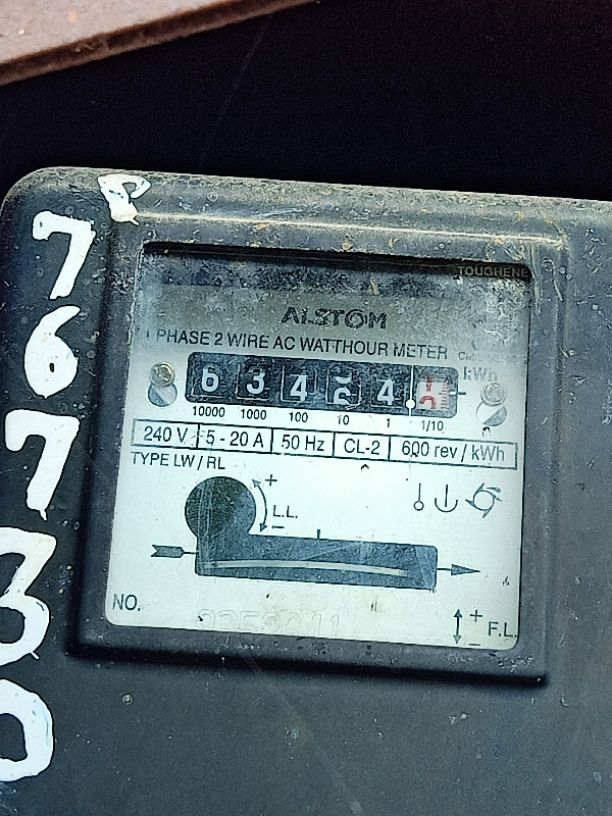 P
7
6
7
3
0
TOUGHENE
ALSTOM
1 PHASE 2 WIRE AC WATTHOUR METER
kWh
6 3 4 4
10000 1000 100 10 1 1/10
240 V 5 - 20 A 50 Hz CL-2 600 rev / kWh
TYPE LW / RL
+
L.L.
-
NO.
+
F.L.
-